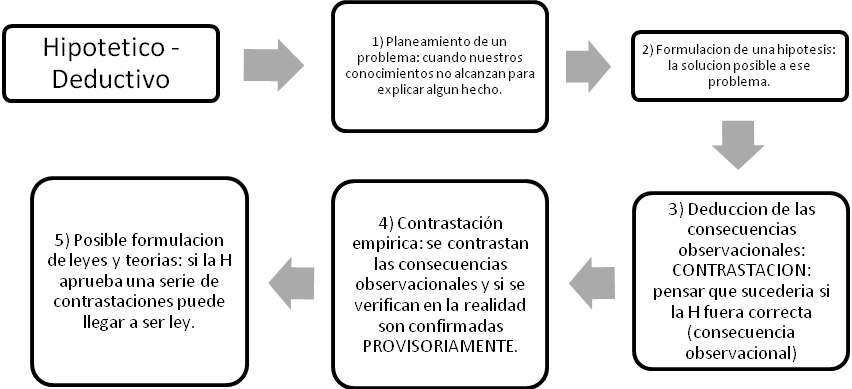 Hipotetico -
Deductivo
1) Planeamiento de un
problema: cuando nuestros
conocimientos no alcanzan para
explicar algun hecho.
2) Formulacion de una hipotesis:
la solucion posible a ese
problema.
3) Deduccion de las
consecuencias
observacionales:
CONTRASTACION:
pensar que sucederia si
la H fuera correcta
(consecuencia
observacional)
4) Contrastación
empirica: se contrastan
las consecuencias
observacionales y si se
verifican en la realidad
son confirmadas
PROVISORIAMENTE.
5) Posible formulacion
de leyes y teorias: si la H
aprueba una serie de
contrastaciones puede
llegar a ser ley.